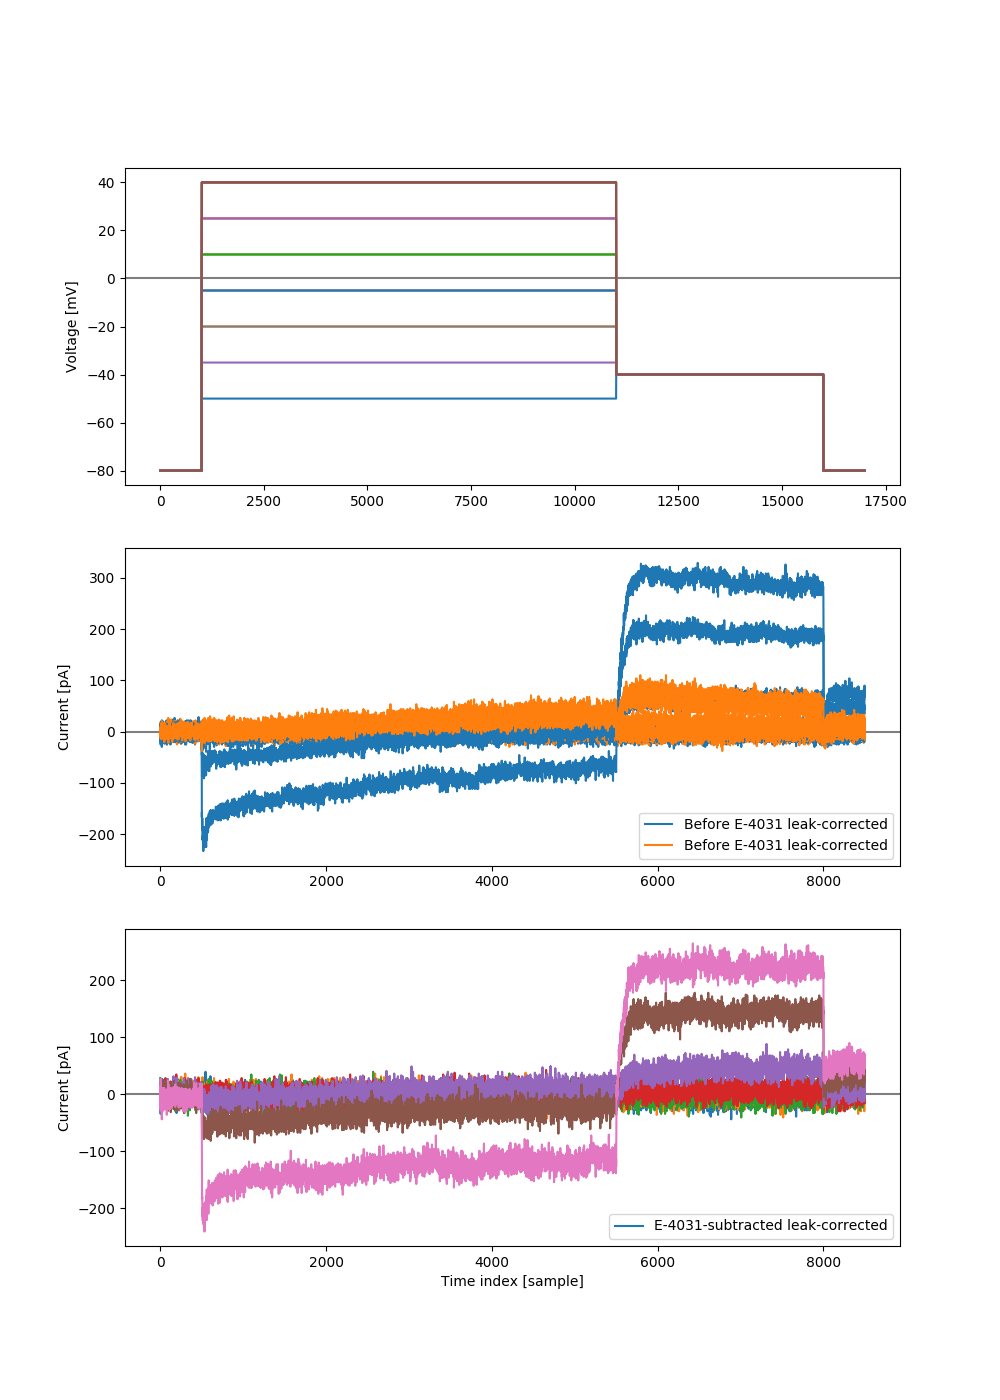 40
20
0
−20
−40
−60
−80
Voltage [mV]
0 2500 5000 7500 10000 12500 15000 17500
300
200
100
0
−100
−200
Current [pA]
Before E-4031 leak-corrected
Before E-4031 leak-corrected
0 2000 4000 6000 8000
200
100
0
−100
−200
Current [pA]
E-4031-subtracted leak-corrected
0 2000 4000 6000 8000
Time index [sample]